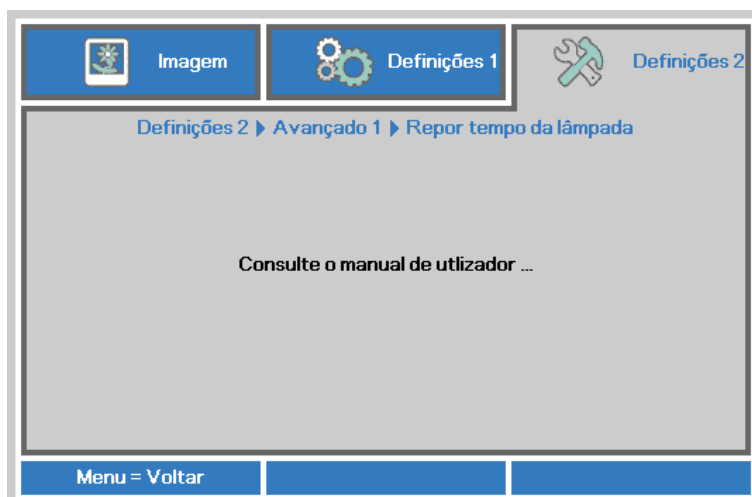 Imagem
Definições 1
Definições 2
Definições 2 ▶ Avançado 1 ▶ Repor tempo da lâmpada
Consulte o manual de utlizador ...
Menu = Voltar